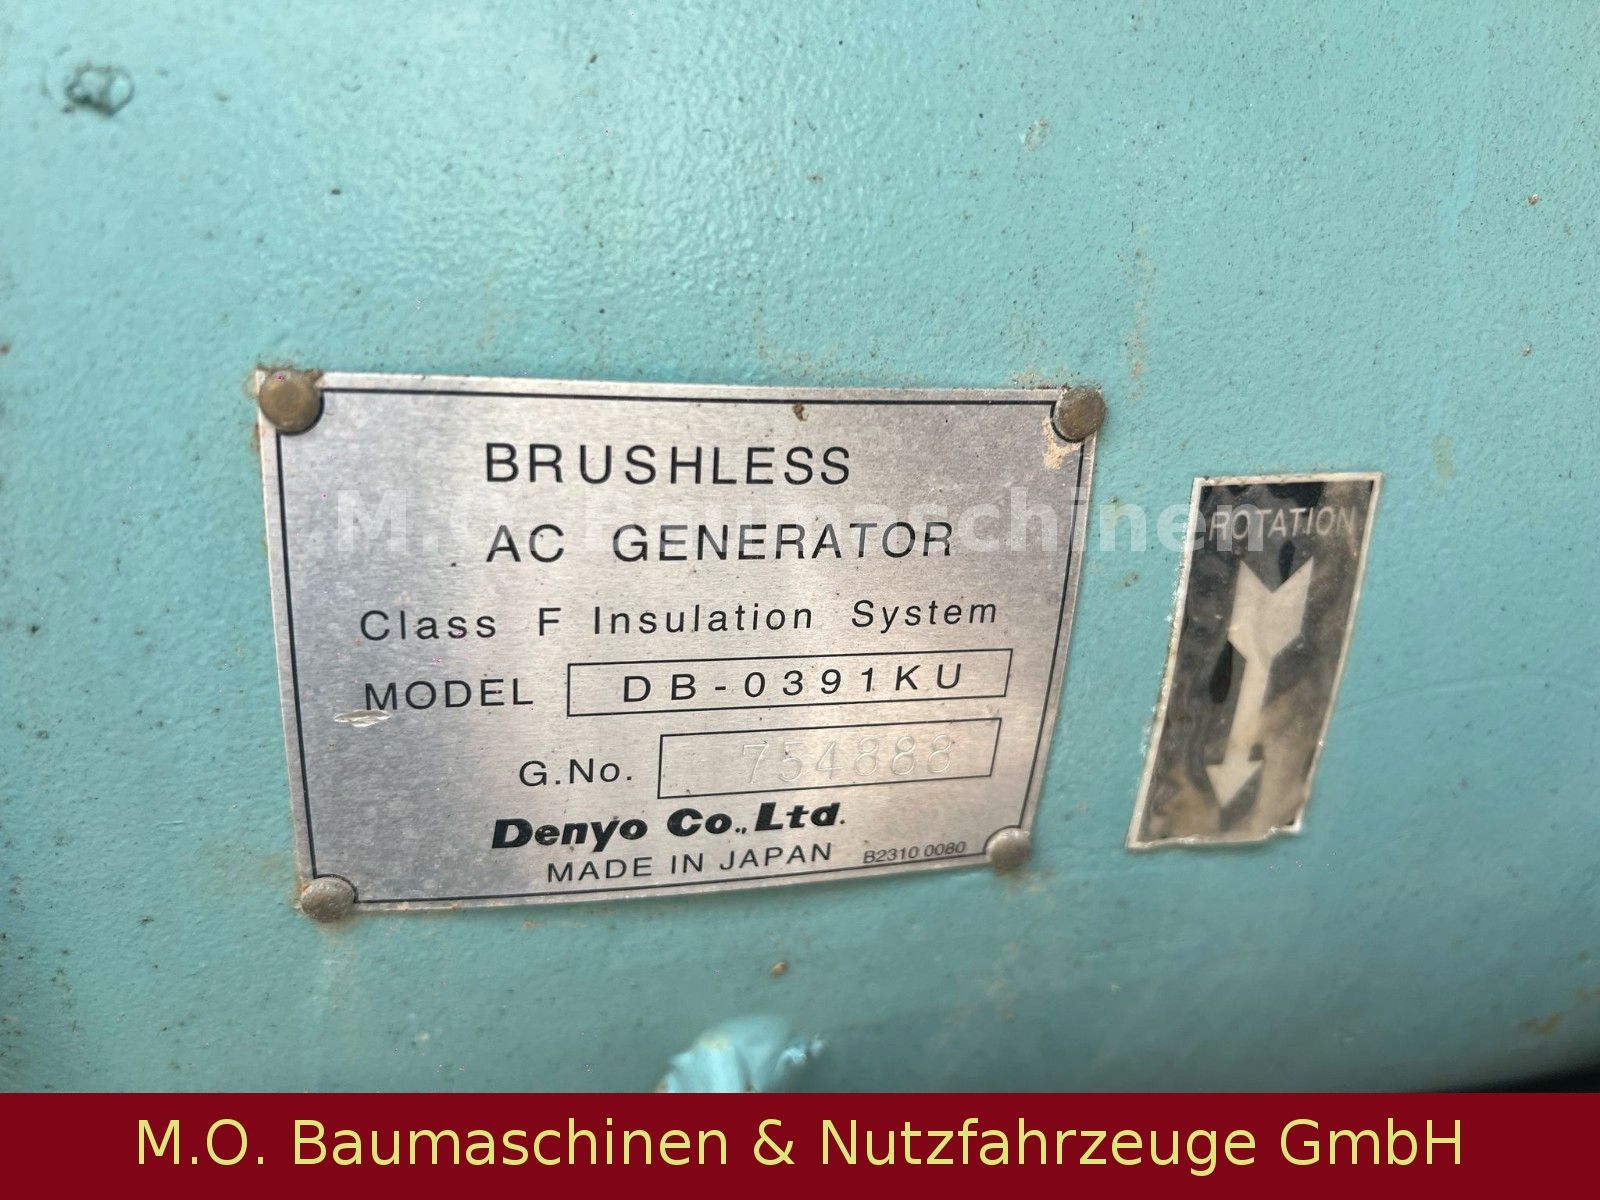 BRUSHLESS
AC GENERATOR
Class F Insulation System
MODEL DB-0391KU
G.No. 754888
Denyo Co., Ltd.
MADE IN JAPAN B2310 0080
ROTATION
M.O. Baumaschinen
M.O. Baumaschinen & Nutzfahrzeuge GmbH